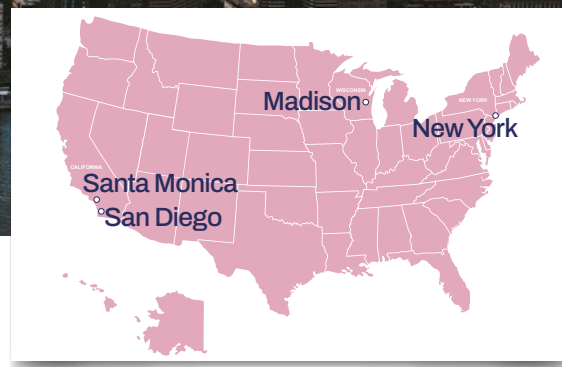 WISCONSIN
Madison
NEW YORK
New York
CALIFORNIA
Santa Monica
San Diego